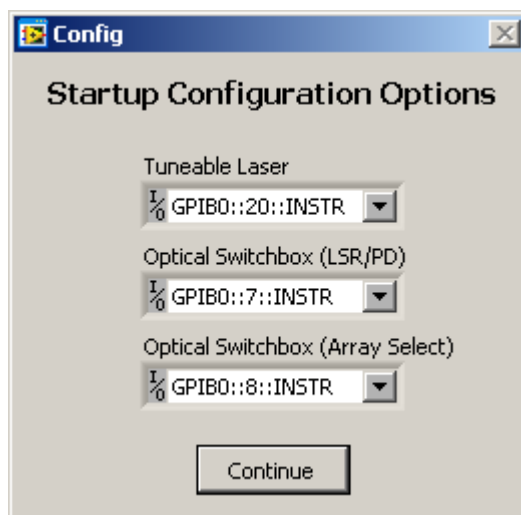 Config
Startup Configuration Options
Tuneable Laser
I/O GPIB0::20::INSTR
Optical Switchbox (LSR/PD)
I/O GPIB0::7::INSTR
Optical Switchbox (Array Select)
I/O GPIB0::8::INSTR
Continue